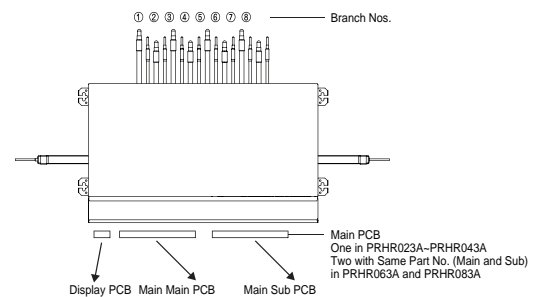 ① ② ③ ④ ⑤ ⑥ ⑦ ⑧ Branch Nos.
Main PCB
One in PRHR023A~PRHR043A
Two with Same Part No. (Main and Sub)
in PRHR063A and PRHR083A
Display PCB Main Main PCB Main Sub PCB